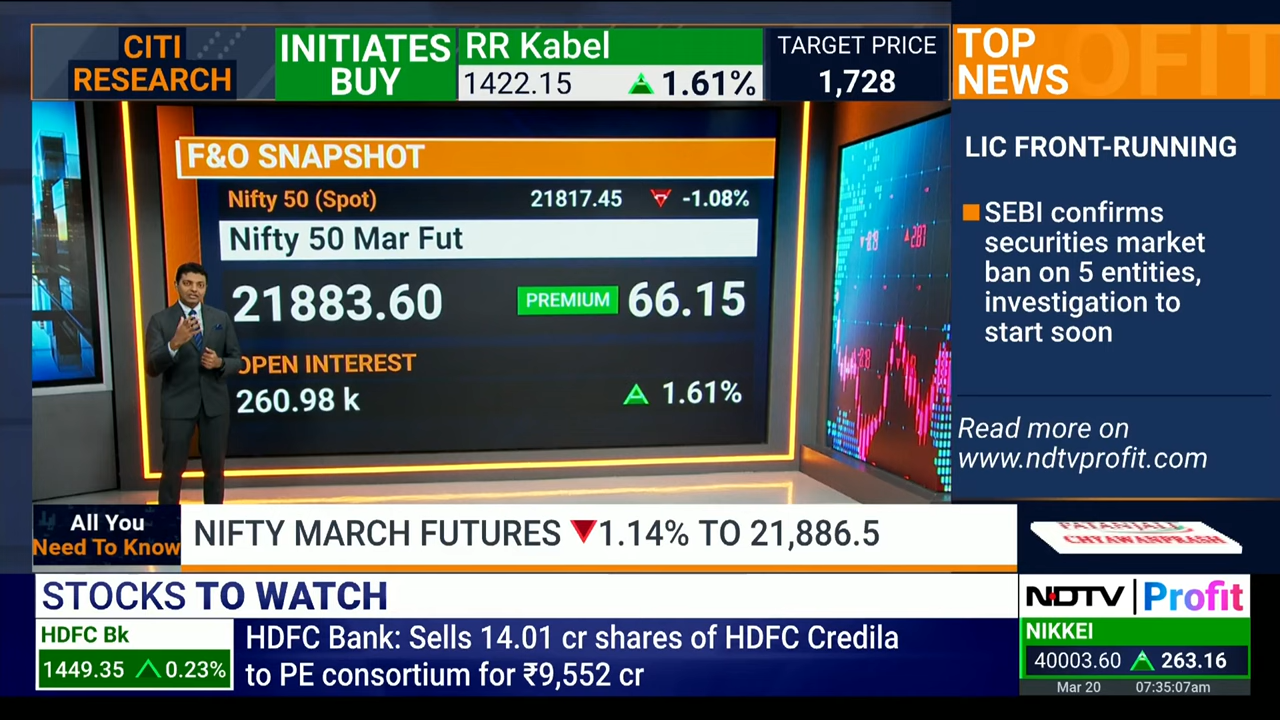 CITI
RESEARCH
INITIATES
BUY
RR Kabel
1422.15 1.61%
TARGET PRICE
1,728
TOP
NEWS
F&O SNAPSHOT
Nifty 50 (Spot) 21817.45 -1.08%
Nifty 50 Mar Fut
21883.60 PREMIUM 66.15
OPEN INTEREST
260.98 k 1.61%
LIC FRONT-RUNNING
SEBI confirms
securities market
ban on 5 entities,
investigation to
start soon
Read more on
www.ndtvprofit.com
All You
Need To Know
NIFTY MARCH FUTURES 1.14% TO 21,886.5
PATANJALI
CHYAWANPRASH
STOCKS TO WATCH
HDFC Bk
1449.35 0.23%
HDFC Bank: Sells 14.01 cr shares of HDFC Credila
to PE consortium for ₹9,552 cr
NDTV Profit
NIKKEI
40003.60 263.16
Mar 20 07:35:07am